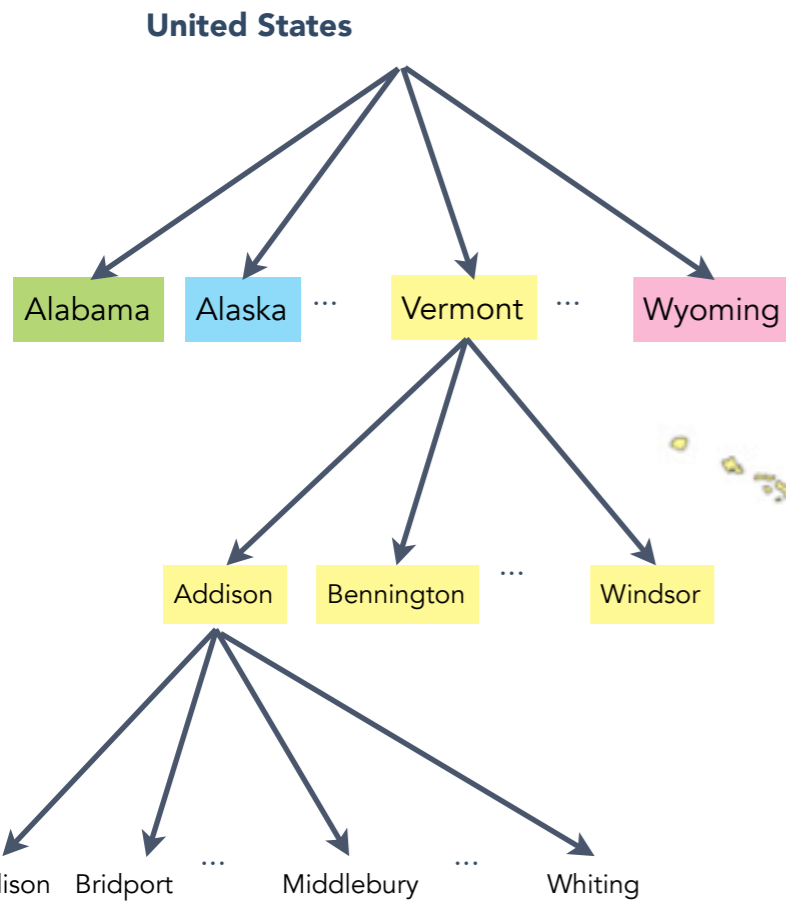 United States
Alabama Alaska ... Vermont ... Wyoming
Addison Bennington ... Windsor
... ...
Bridport Middlebury Whiting